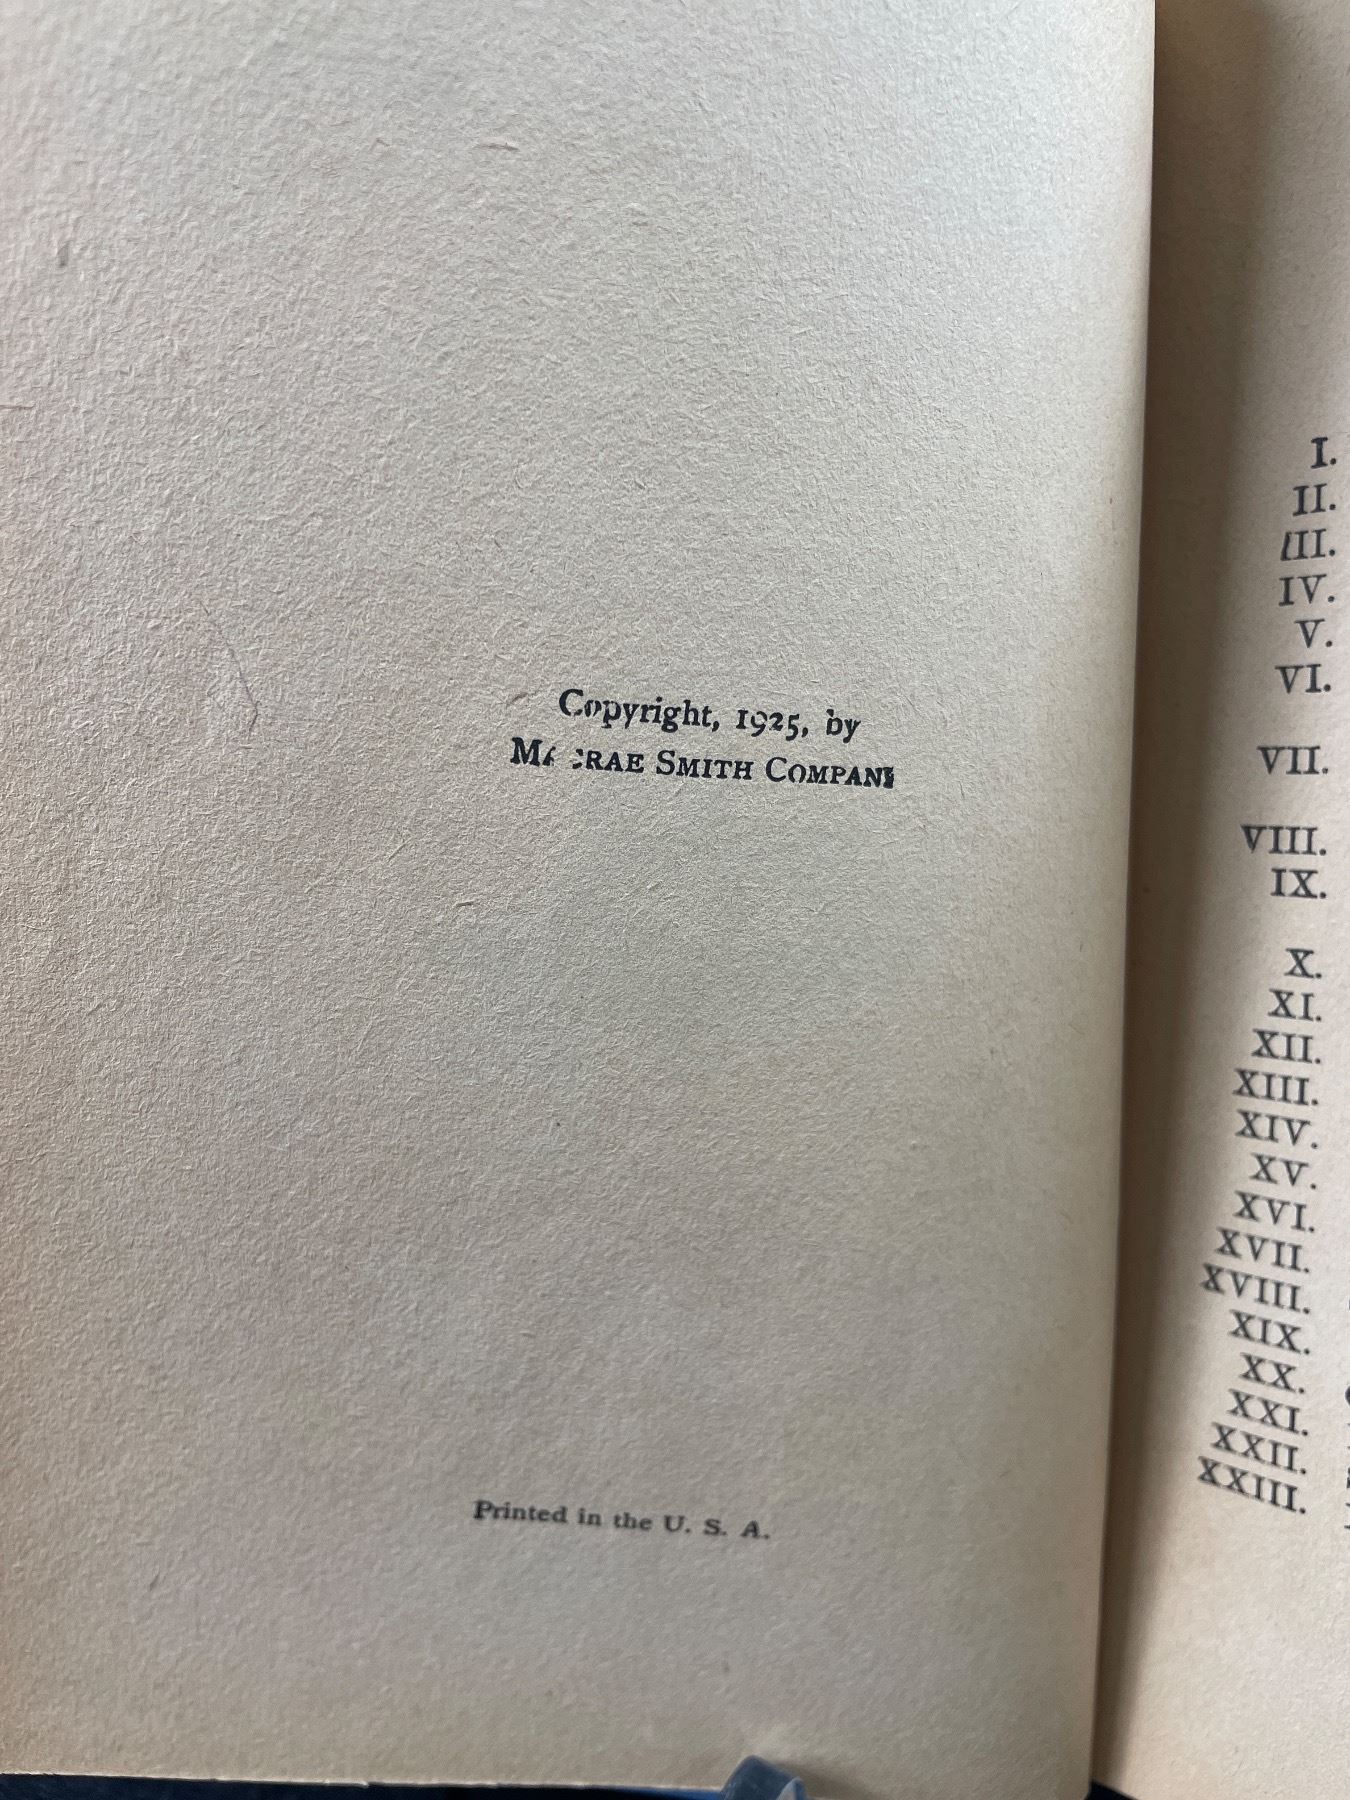 Copyright, 1925, by
MACRAE SMITH COMPANY
Printed in the U. S. A.
I.
II.
III.
IV.
V.
VI.
VII.
VIII.
IX.
X.
XI.
XII.
XIII.
XIV.
XV.
XVI.
XVII.
XVIII.
XIX.
XX.
XXI.
XXII.
XXIII.